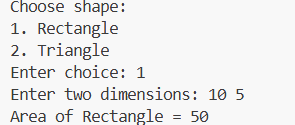 Choose shape:
1. Rectangle
2. Triangle
Enter choice: 1
Enter two dimensions: 10 5
Area of Rectangle = 50